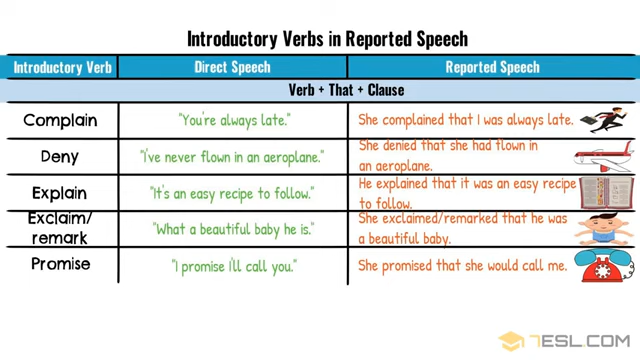 Introductory Verbs in Reported Speech
Introductory Verb Direct Speech Reported Speech
Verb + That + Clause
Complain "You're always late." She complained that I was always late.
Deny "I've never flown in an aeroplane." She denied that she had flown in
an aeroplane.
Explain "It's an easy recipe to follow." He explained that it was an easy recipe
to follow.
Exclaim/
remark "What a beautiful baby he is." She exclaimed/remarked that he was
a beautiful baby.
Promise "I promise I'll call you." She promised that she would call me.
7ESL.COM